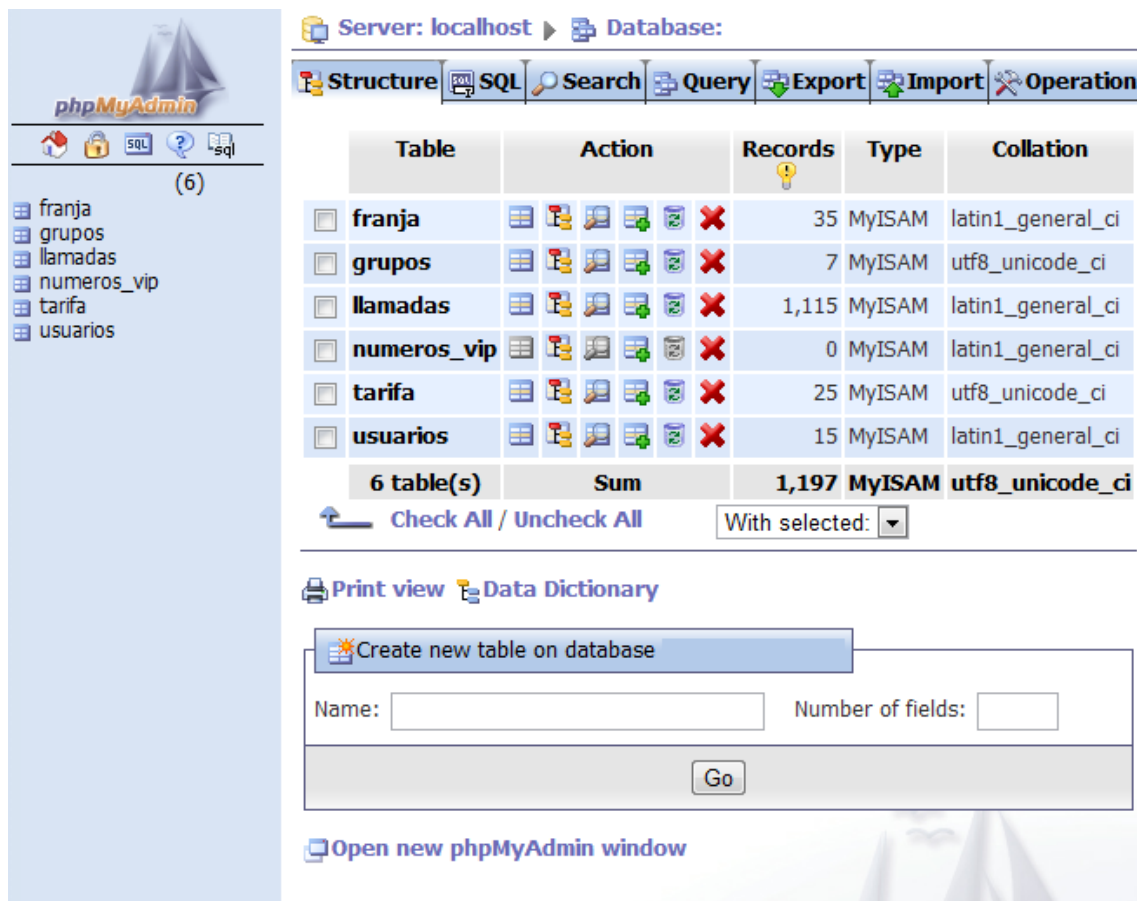 phpMyAdmin
(6)
franja
grupos
llamadas
numeros_vip
tarifa
usuarios
Server: localhost Database:
Structure SQL Search Query Export Import Operation
Table Action Records Type Collation
franja 35 MyISAM latin1_general_ci
grupos 7 MyISAM utf8_unicode_ci
llamadas 1,115 MyISAM latin1_general_ci
numeros_vip 0 MyISAM latin1_general_ci
tarifa 25 MyISAM utf8_unicode_ci
usuarios 15 MyISAM latin1_general_ci
6 table(s) Sum 1,197 MyISAM utf8_unicode_ci
Check All / Uncheck All With selected:
Print view Data Dictionary
Create new table on database
Name: Number of fields:
Go
Open new phpMyAdmin window